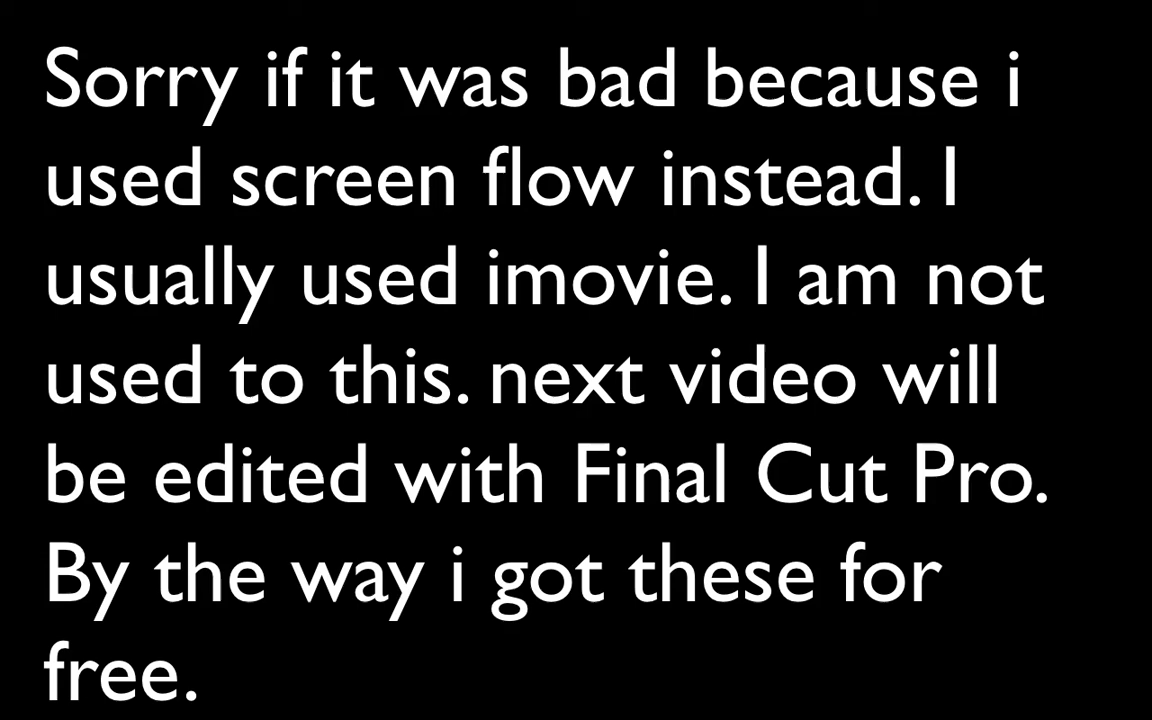 Sorry if it was bad because i
used screen flow instead. I
usually used imovie. I am not
used to this. next video will
be edited with Final Cut Pro.
By the way i got these for
free.